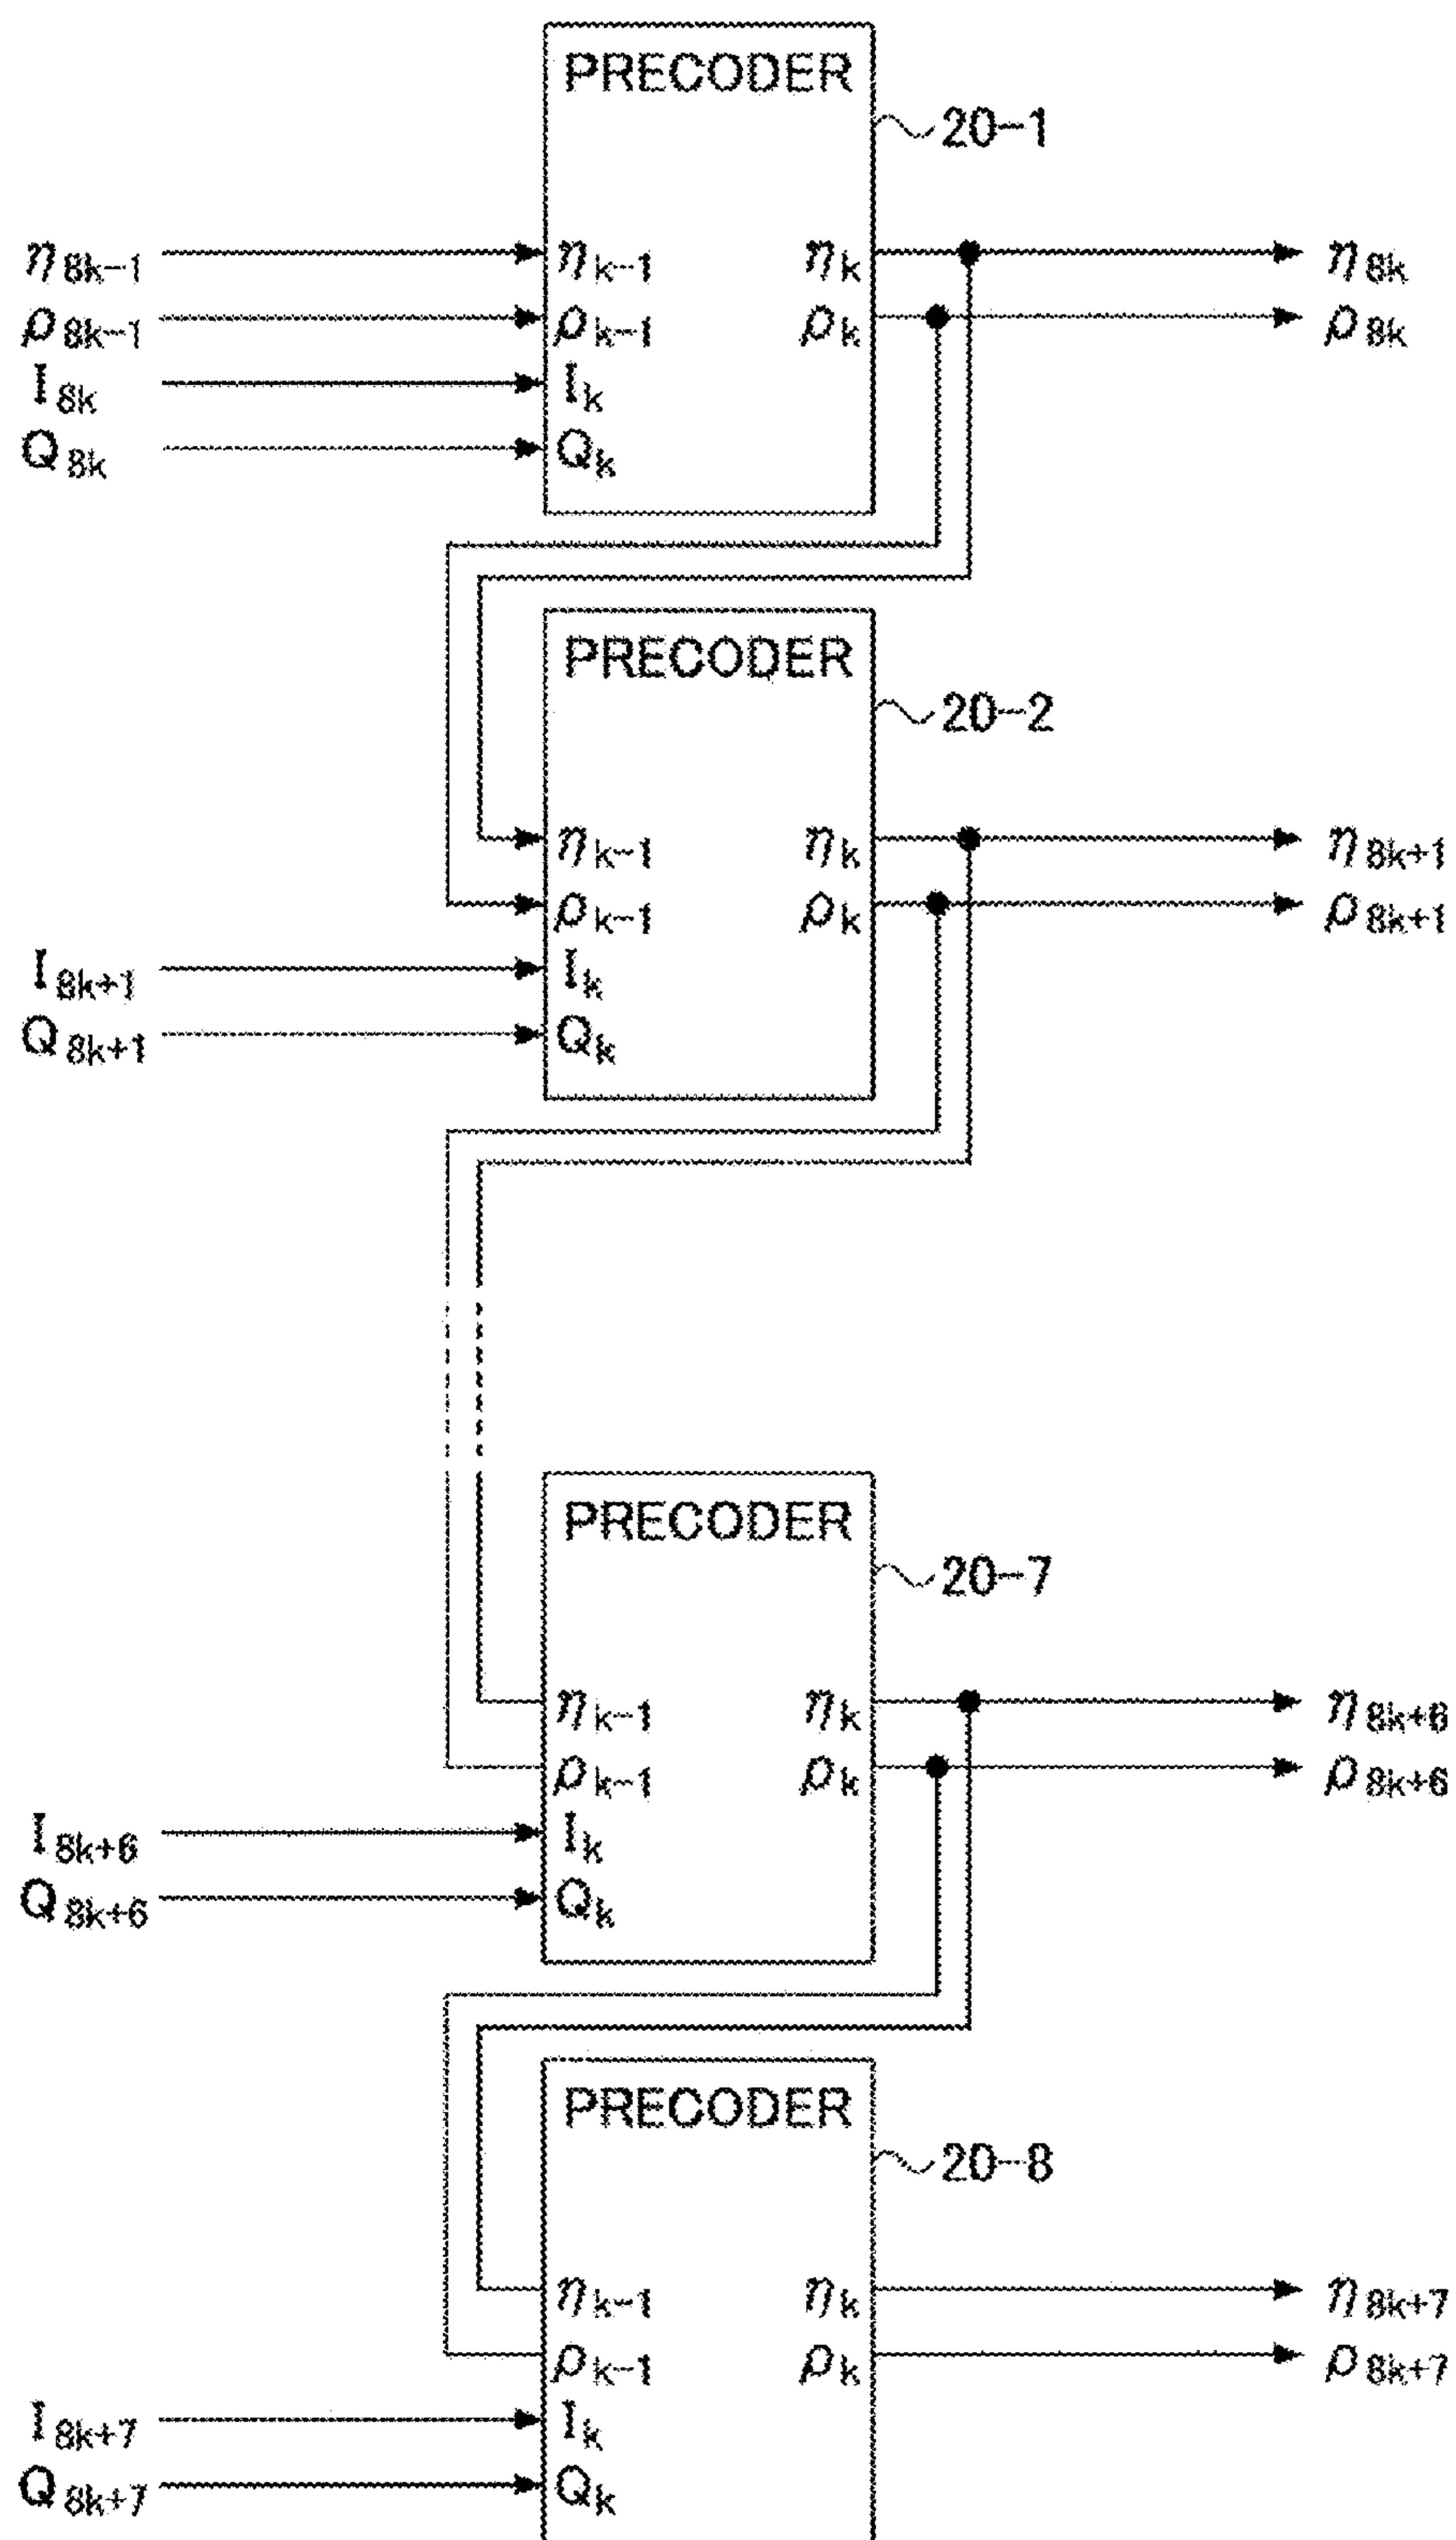 PRECODER
20-1
η8k-1 ηk-1 ηk η8k
ρ8k-1 ρk-1 ρk ρ8k
I8k Ik
Q8k Qk
PRECODER
20-2
ηk-1 ηk η8k+1
ρk-1 ρk ρ8k+1
I8k+1 Ik
Q8k+1 Qk
PRECODER
20-7
ηk-1 ηk η8k+6
ρk-1 ρk ρ8k+6
I8k+6 Ik
Q8k+6 Qk
PRECODER
20-8
ηk-1 ηk η8k+7
ρk-1 ρk ρ8k+7
I8k+7 Ik
Q8k+7 Qk